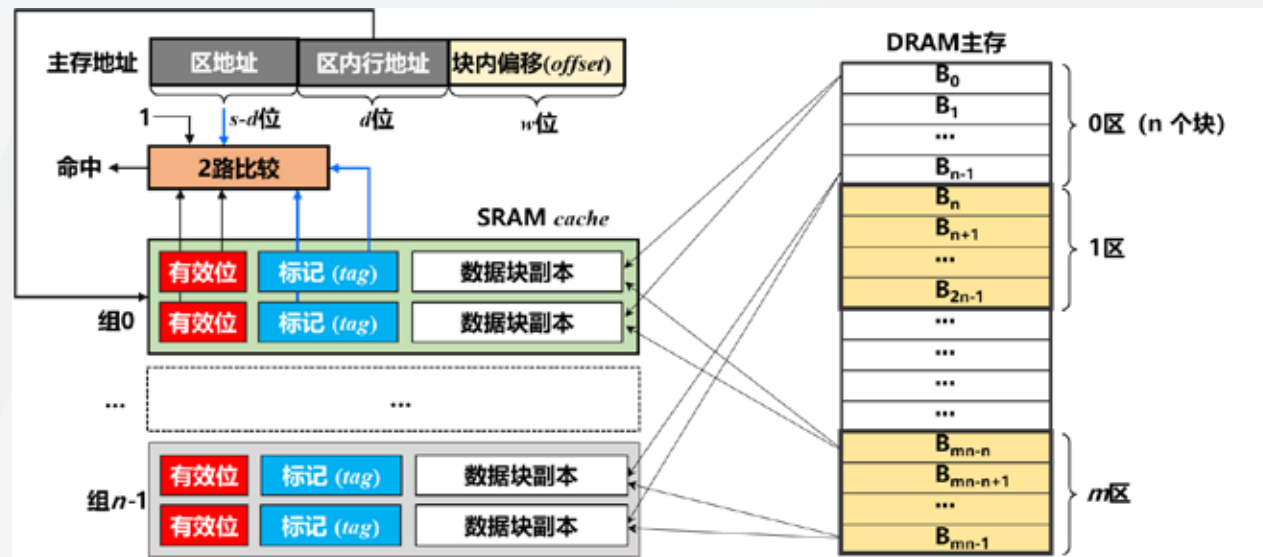 主存地址 区地址 区内行地址 块内偏移(offset)
s-d位 d位 w位
1
命中 2路比较
SRAM cache
有效位 标记 (tag) 数据块副本
组0
有效位 标记 (tag) 数据块副本
... ...
有效位 标记 (tag) 数据块副本
组n-1
有效位 标记 (tag) 数据块副本
DRAM主存
B0
B1
...
Bn-1
0区（n 个块）
Bn
Bn+1
...
B2n-1
1区
...
...
...
...
Bmn-n
Bmn-n+1
...
Bmn-1
m区